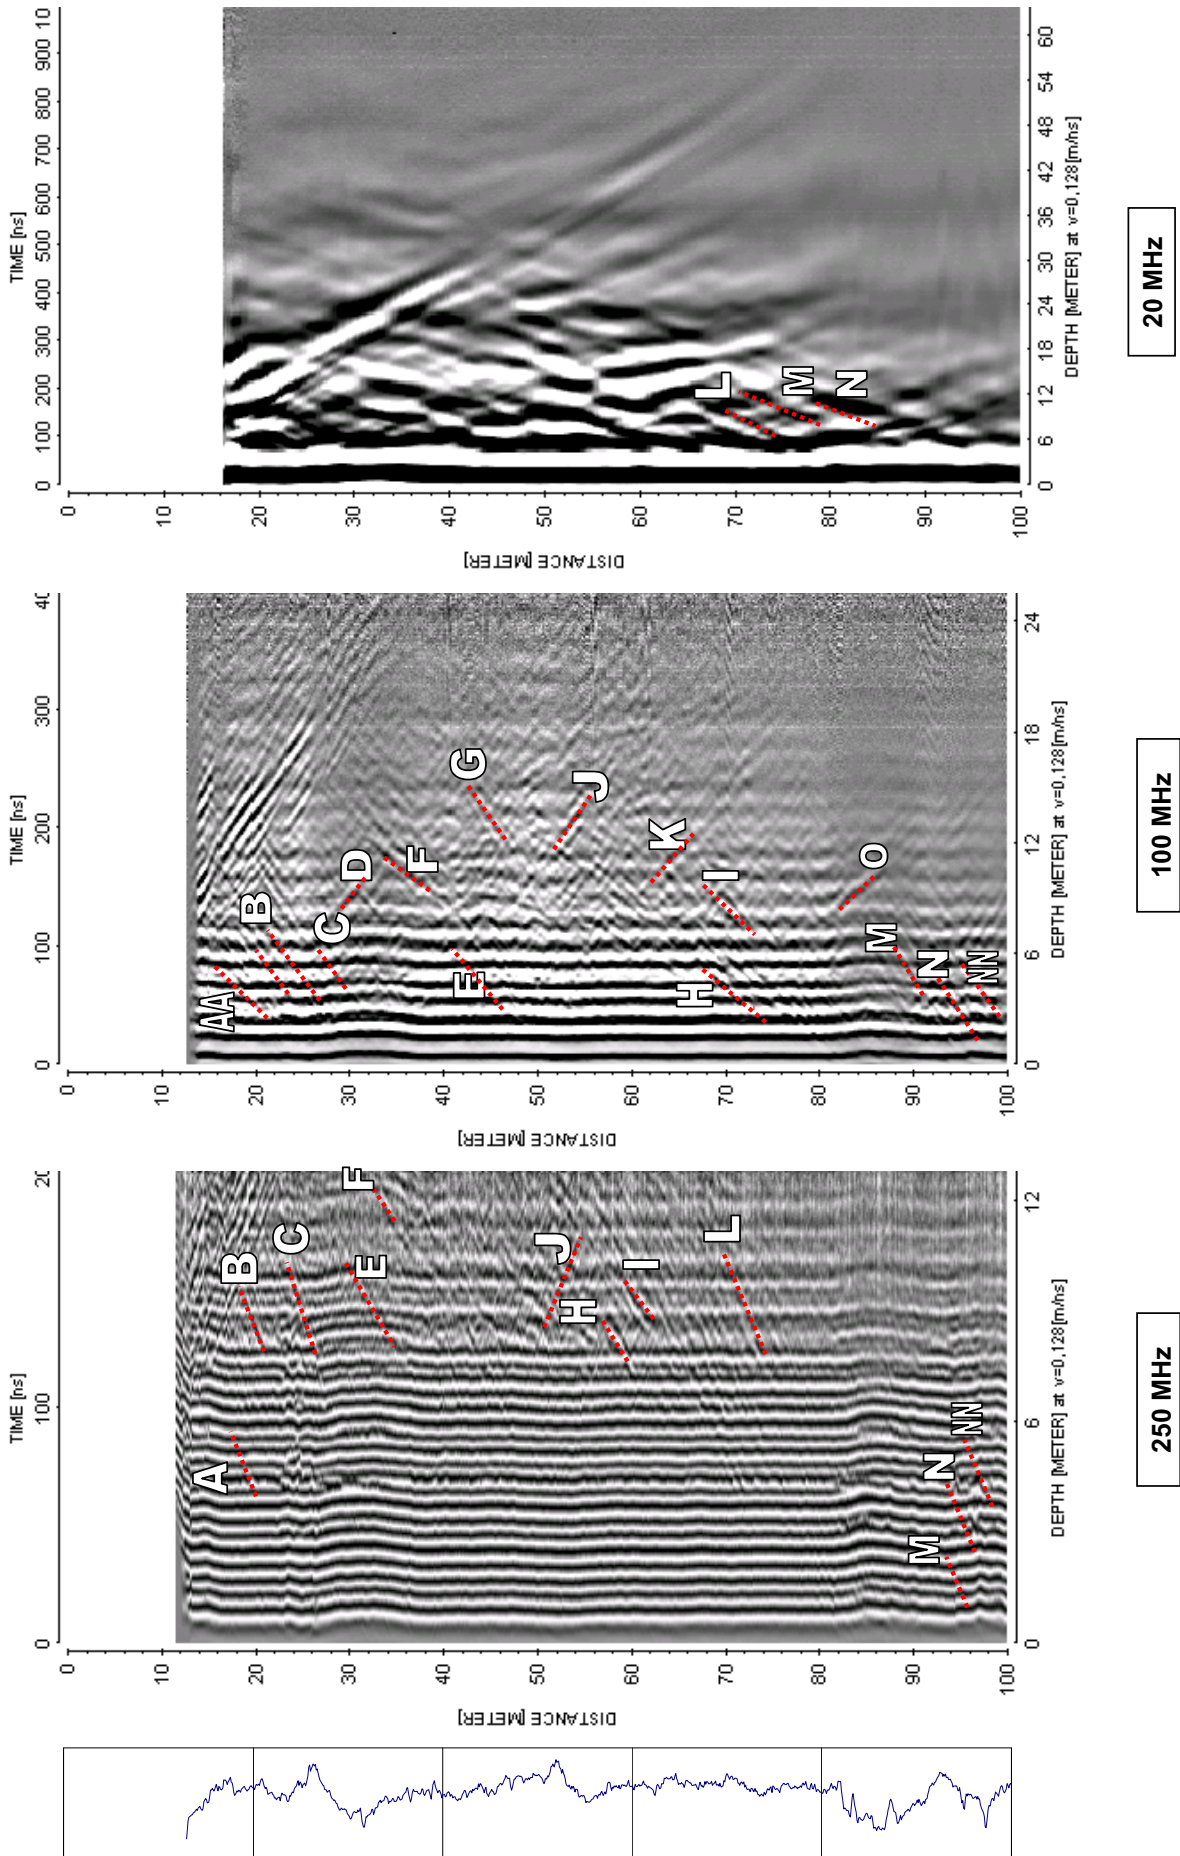 TIME [ns]
0 100 200 300 400 500 600 700 800 900 10
0
10
20
30
40
50
60
70
80
90
100
DISTANCE [METER]
L
M
N
0 6 12 18 24 30 36 42 48 54 60
DEPTH [METER] at v=0,128[m/ns]
20 MHz
TIME [ns]
0 100 200 300 40
0
10
20
30
40
50
60
70
80
90
100
DISTANCE [METER]
AA
B
C
D
F
E
G
J
K
H
I
O
M
N
NN
0 6 12 18 24
DEPTH [METER] at v=0,128[m/ns]
100 MHz
TIME [ns]
0 100 20
0
10
20
30
40
50
60
70
80
90
100
DISTANCE [METER]
A
B
C
F
E
J
H
I
L
M
N
NN
0 6 12
DEPTH [METER] at v=0,128[m/ns]
250 MHz